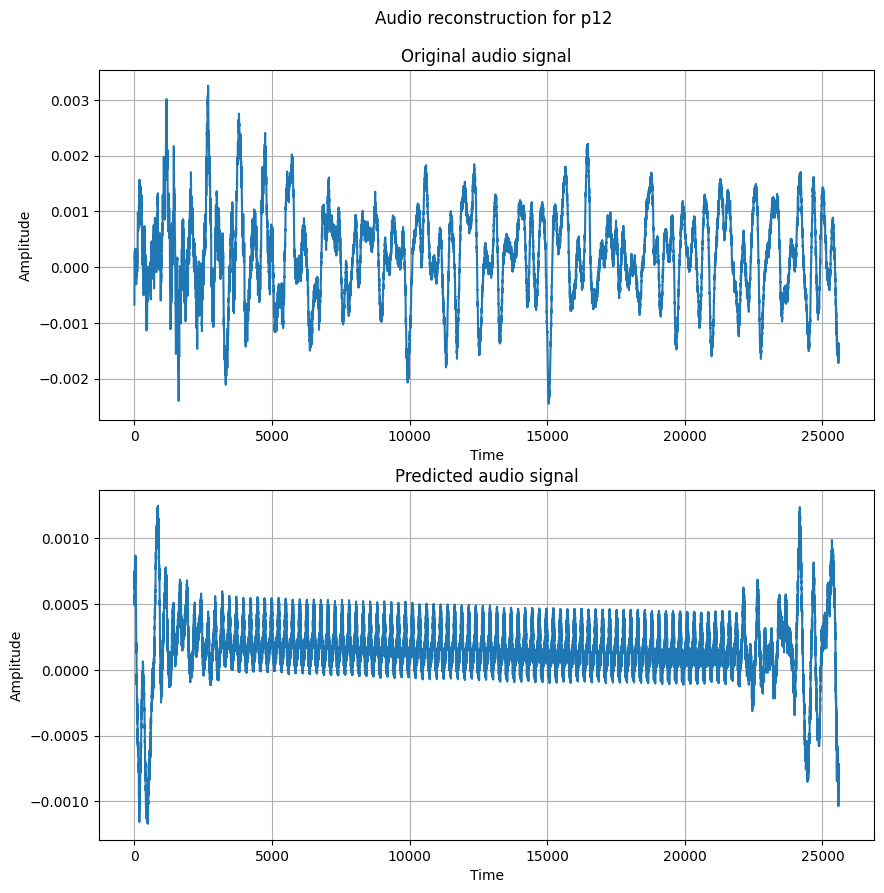 Audio reconstruction for p12
Original audio signal
0.003
0.002
0.001
0.000
−0.001
−0.002
Amplitude
0 5000 10000 15000 20000 25000
Time
Predicted audio signal
0.0010
0.0005
0.0000
−0.0005
−0.0010
Amplitude
0 5000 10000 15000 20000 25000
Time